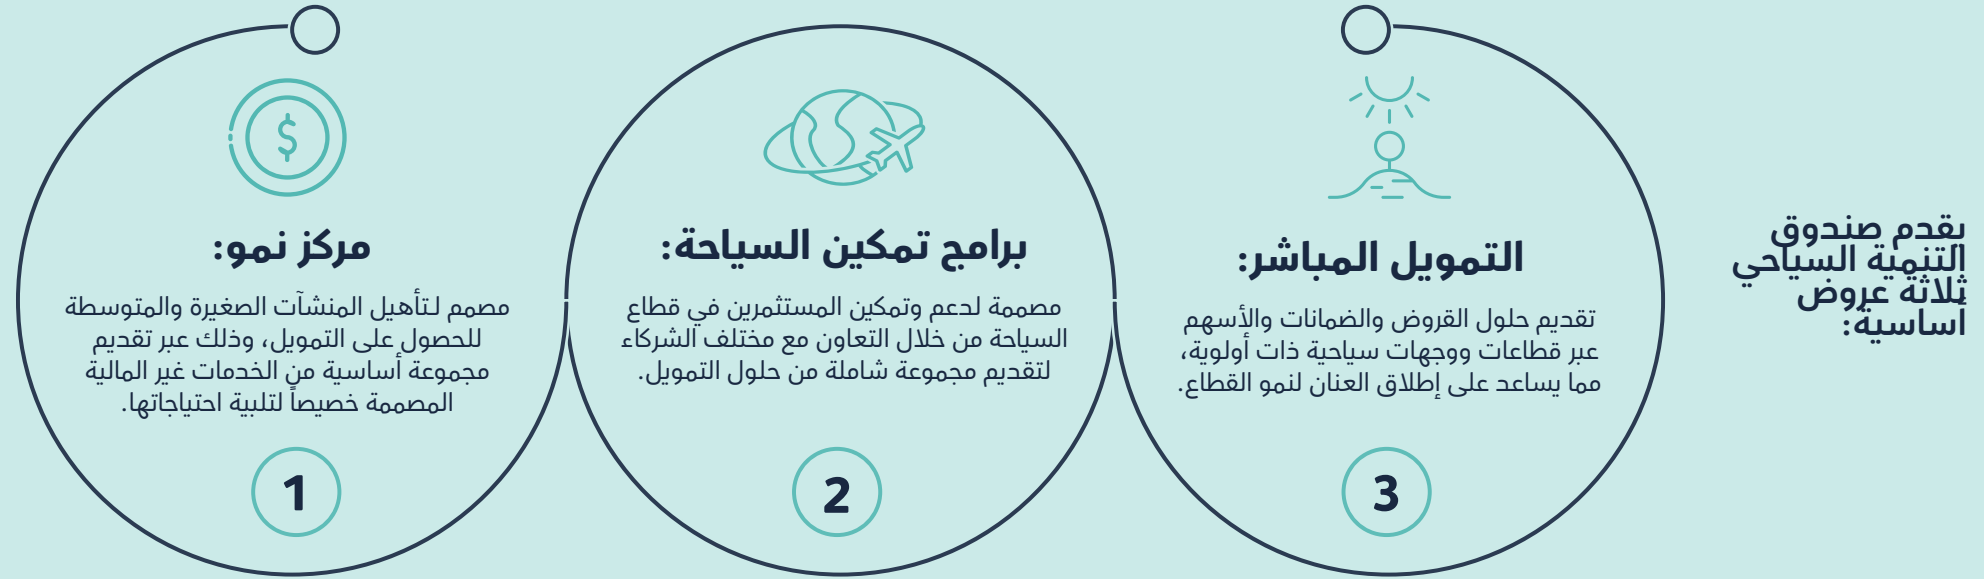 يقدم صندوق
التنمية السياحي
ثلاثة عروض
أساسية:
التمويل المباشر:
تقديم حلول القروض والضمانات والأسهم
عبر قطاعات ووجهات سياحية ذات أولوية،
مما يساعد على إطلاق العنان لنمو القطاع.
3
برامج تمكين السياحة:
مصممة لدعم وتمكين المستثمرين في قطاع
السياحة من خلال التعاون مع مختلف الشركاء
لتقديم مجموعة شاملة من حلول التمويل.
2
$
مركز نمو:
مصمم لتأهيل المنشآت الصغيرة والمتوسطة
للحصول على التمويل، وذلك عبر تقديم
مجموعة أساسية من الخدمات غير المالية
المصممة خصيصاً لتلبية احتياجاتها.
1